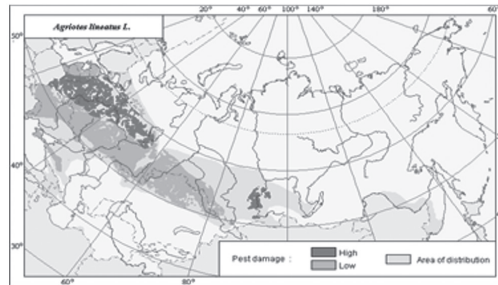 Agriotes lineatus L.
20° 40° 60° 100° 140° 180° 60°
50°
40°
30°
60° 80°
Pest damage :
High
Low
Area of distribution